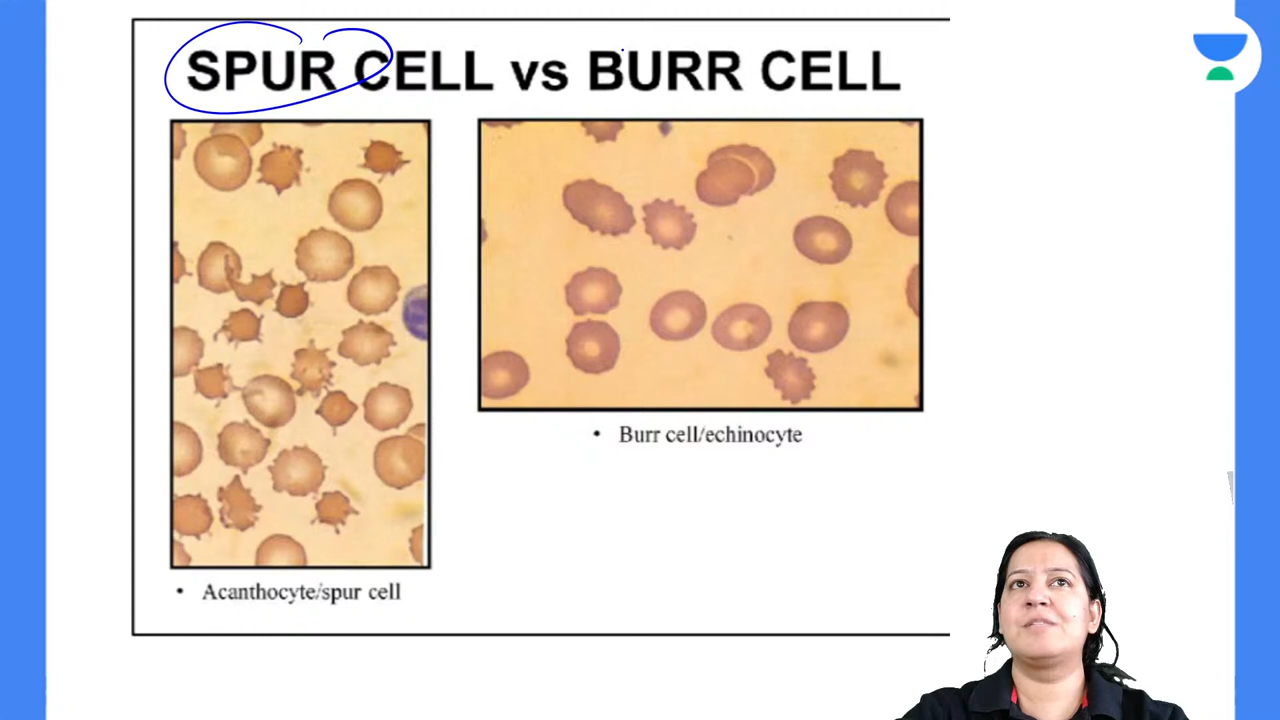 SPUR CELL vs BURR CELL
• Burr cell/echinocyte
• Acanthocyte/spur cell